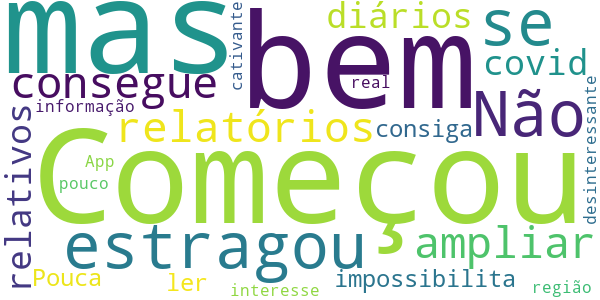 mas
bem
diários
se
cativante
consegue
covid
real
informação
relatórios
consiga
Não
relativos
desinteressante
Começou
App
pouco
estragou
ampliar
Pouca
ler
impossibilita
interesse
região